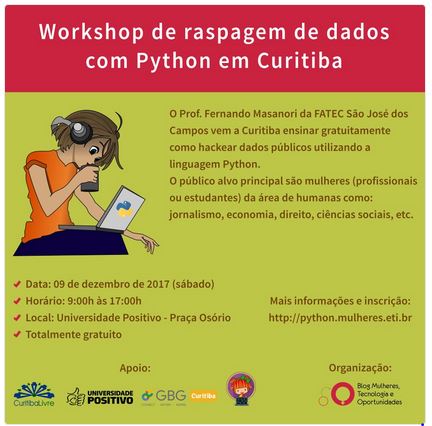 Workshop de raspagem de dados
com Python em Curitiba
O Prof. Fernando Masanori da FATEC São José dos
Campos vem a Curitiba ensinar gratuitamente
como hackear dados públicos utilizando a
linguagem Python.
O público alvo principal são mulheres (profissionais
ou estudantes) da área de humanas como:
jornalismo, economia, direito, ciências sociais, etc.
Data: 09 de dezembro de 2017 (sábado)
Horário: 9:00h às 17:00h
Local: Universidade Positivo - Praça Osório
Totalmente gratuito
Mais informações e inscrição:
http://python.mulheres.eti.br
Apoio:
CuritibaLivre
UNIVERSIDADE
POSITIVO
GBG
Curitiba
Organização:
Blog Mulheres,
Tecnologia e
Oportunidades